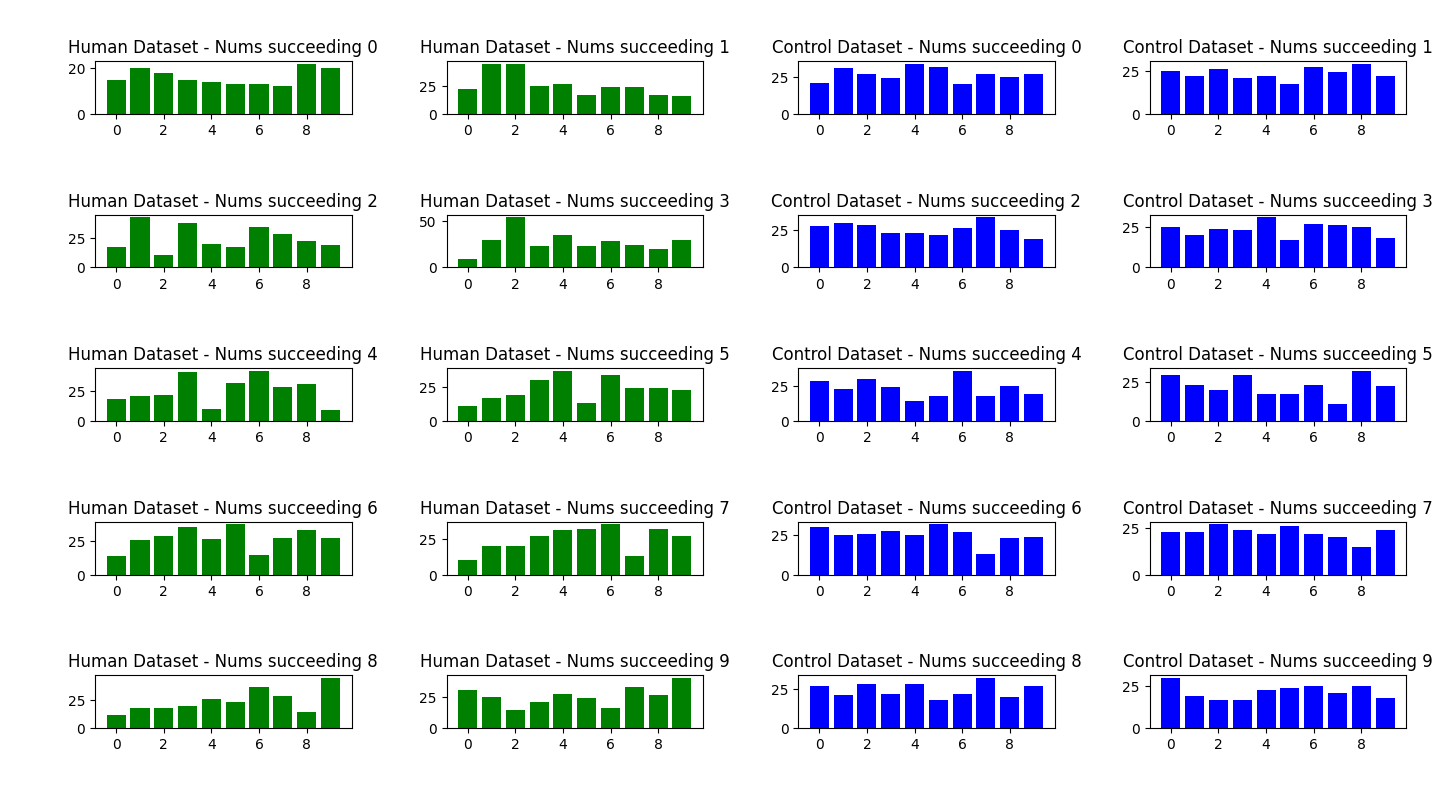 Human Dataset - Nums succeeding 0
20
0
0 2 4 6 8
Human Dataset - Nums succeeding 1
25
0
0 2 4 6 8
Control Dataset - Nums succeeding 0
25
0
0 2 4 6 8
Control Dataset - Nums succeeding 1
25
0
0 2 4 6 8
Human Dataset - Nums succeeding 2
25
0
0 2 4 6 8
Human Dataset - Nums succeeding 3
50
25
0
0 2 4 6 8
Control Dataset - Nums succeeding 2
25
0
0 2 4 6 8
Control Dataset - Nums succeeding 3
25
0
0 2 4 6 8
Human Dataset - Nums succeeding 4
25
0
0 2 4 6 8
Human Dataset - Nums succeeding 5
25
0
0 2 4 6 8
Control Dataset - Nums succeeding 4
25
0
0 2 4 6 8
Control Dataset - Nums succeeding 5
25
0
0 2 4 6 8
Human Dataset - Nums succeeding 6
25
0
0 2 4 6 8
Human Dataset - Nums succeeding 7
25
0
0 2 4 6 8
Control Dataset - Nums succeeding 6
25
0
0 2 4 6 8
Control Dataset - Nums succeeding 7
25
0
0 2 4 6 8
Human Dataset - Nums succeeding 8
25
0
0 2 4 6 8
Human Dataset - Nums succeeding 9
25
0
0 2 4 6 8
Control Dataset - Nums succeeding 8
25
0
0 2 4 6 8
Control Dataset - Nums succeeding 9
25
0
0 2 4 6 8